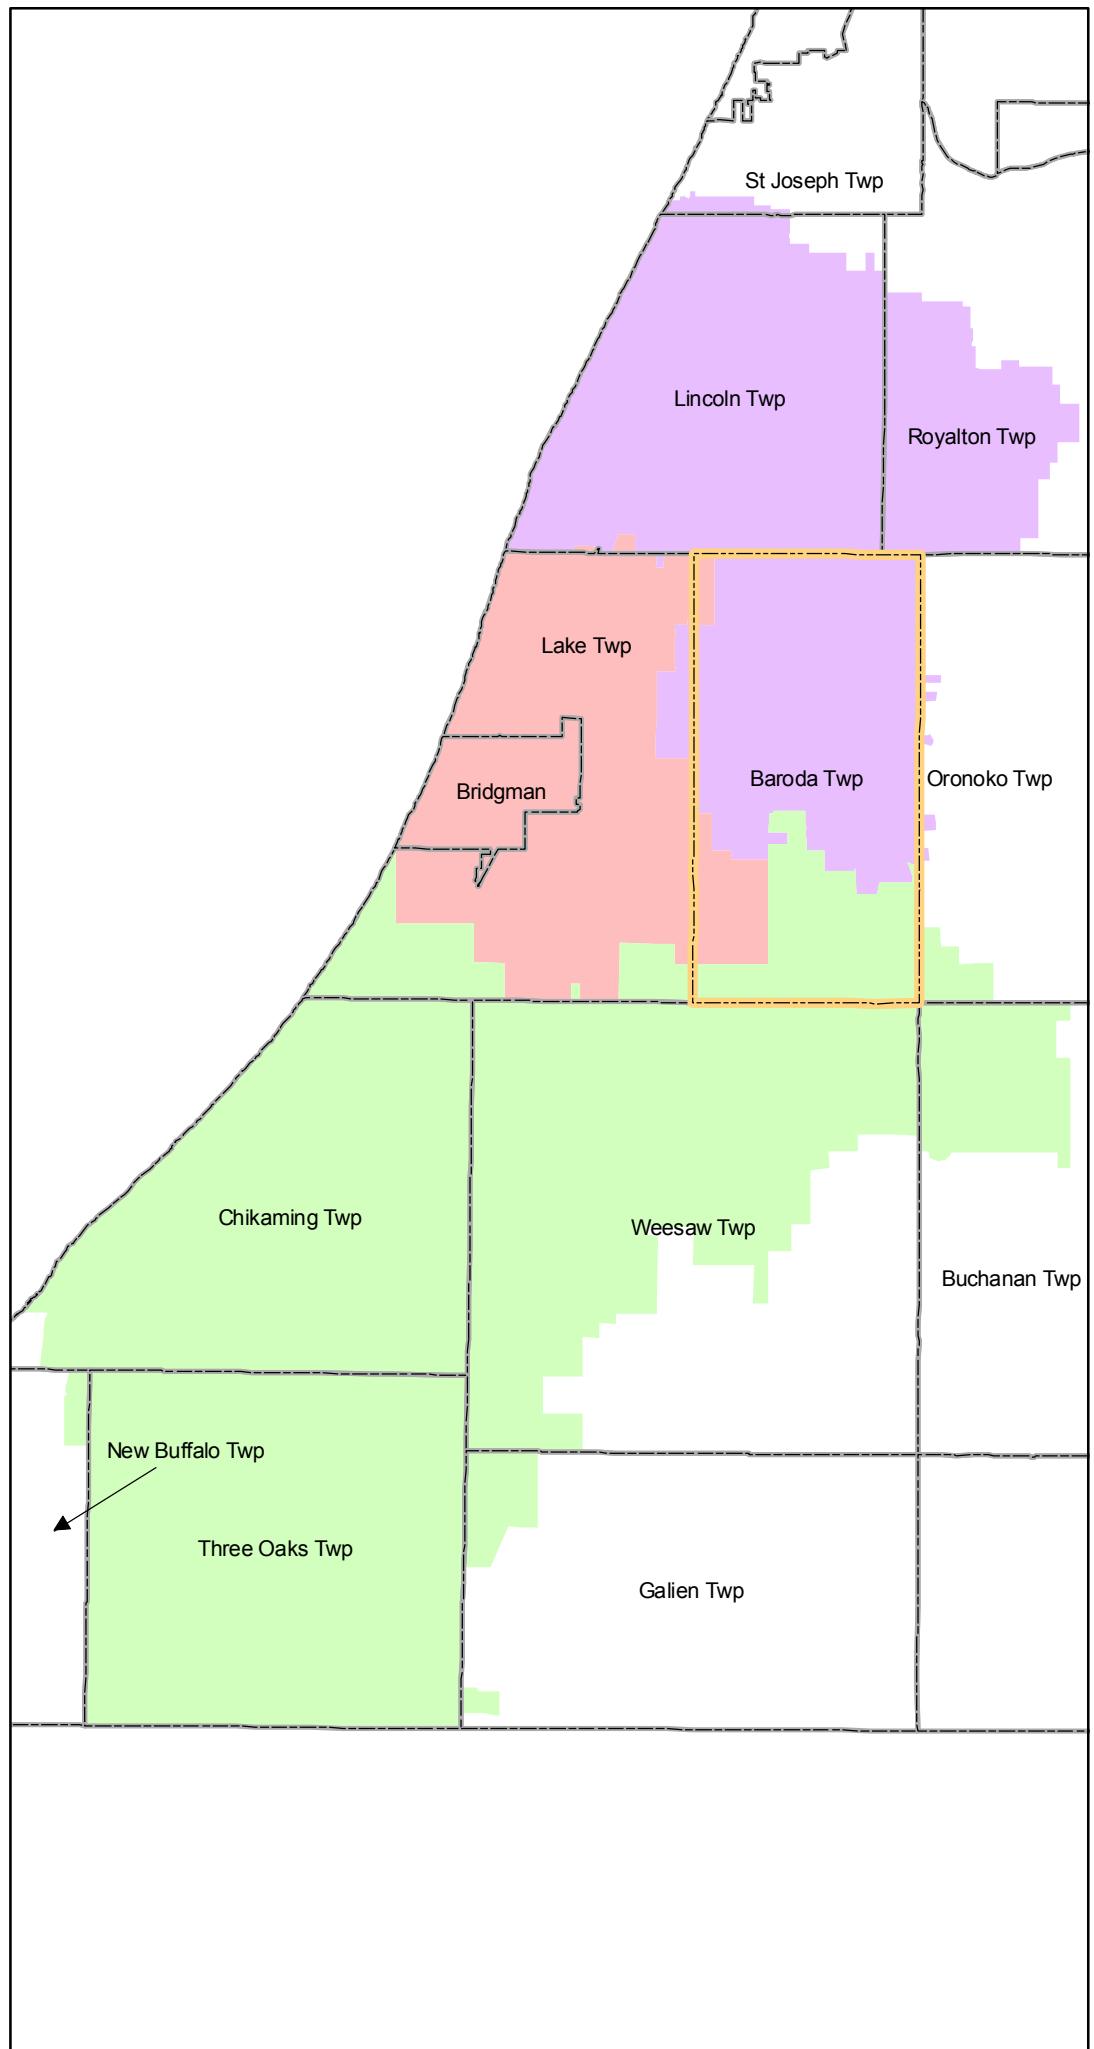 St Joseph Twp
Lincoln Twp
Royalton Twp
Lake Twp
Baroda Twp
Oronoko Twp
Bridgman
Chikaming Twp
Weesaw Twp
Buchanan Twp
New Buffalo Twp
Three Oaks Twp
Galien Twp